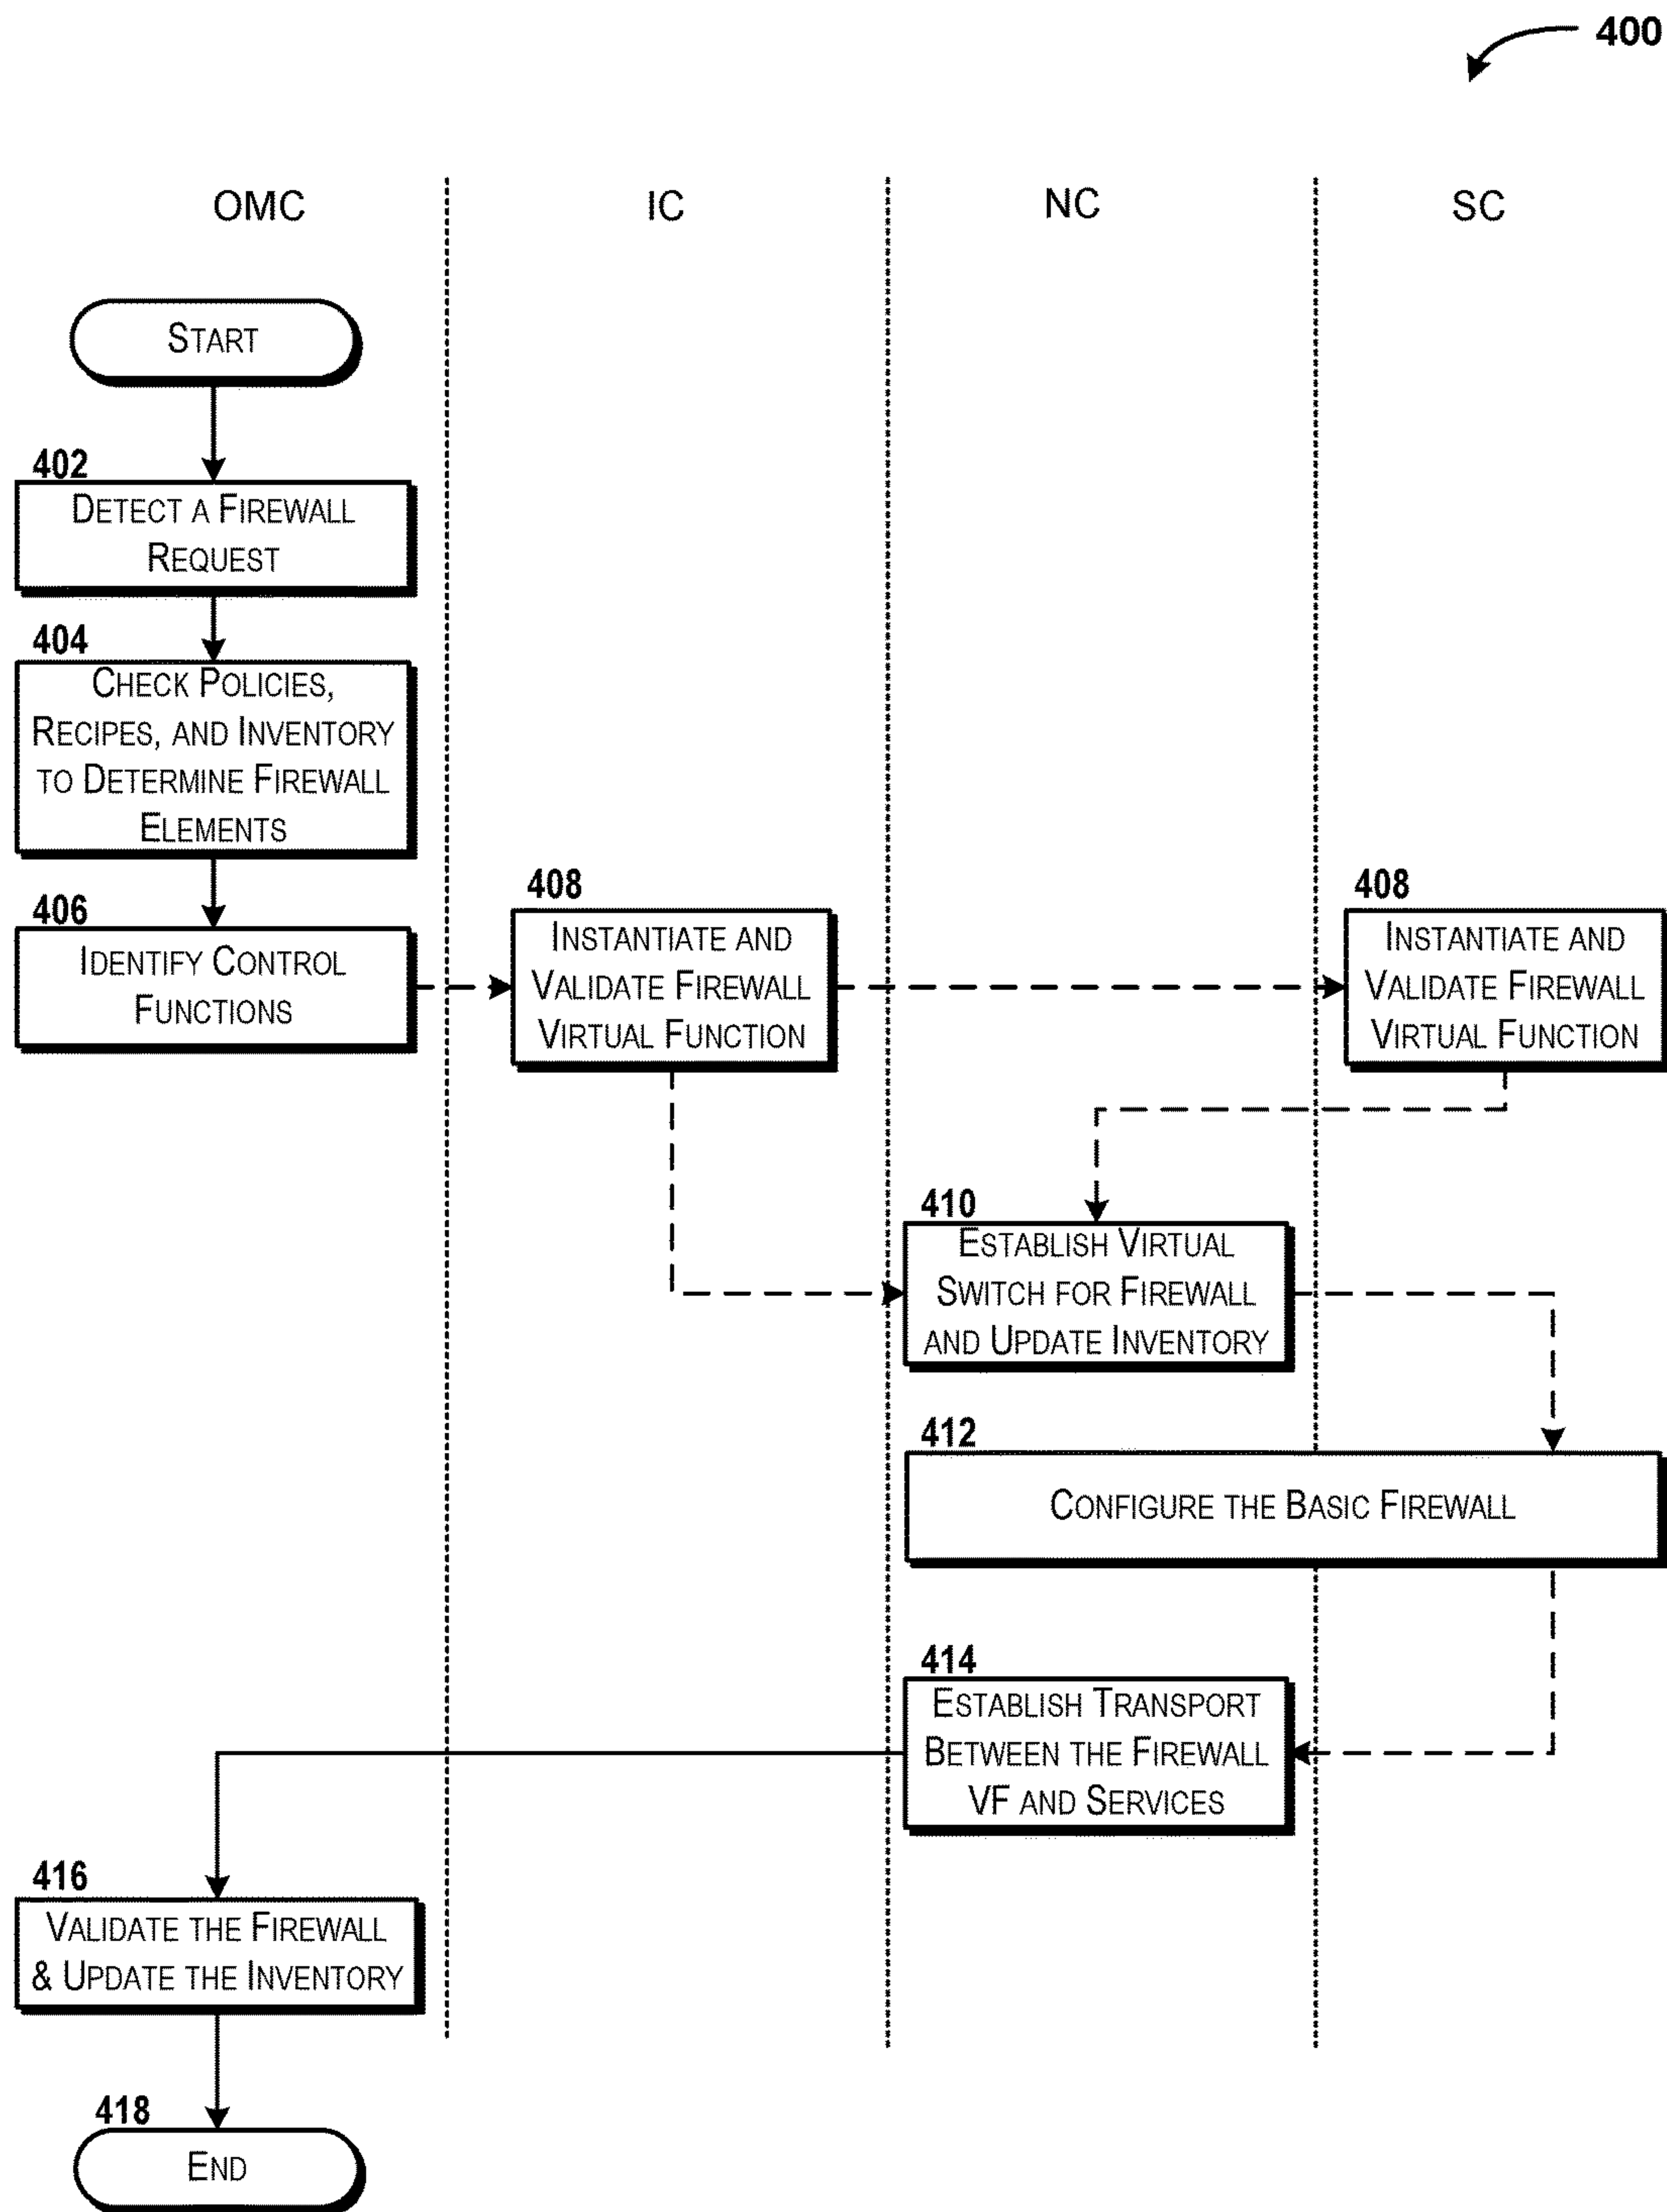 400
OMC
IC
NC
SC
START
402
DETECT A FIREWALL
REQUEST
404
CHECK POLICIES,
RECIPES, AND INVENTORY
TO DETERMINE FIREWALL
ELEMENTS
406
IDENTIFY CONTROL
FUNCTIONS
408
INSTANTIATE AND
VALIDATE FIREWALL
VIRTUAL FUNCTION
408
INSTANTIATE AND
VALIDATE FIREWALL
VIRTUAL FUNCTION
410
ESTABLISH VIRTUAL
SWITCH FOR FIREWALL
AND UPDATE INVENTORY
412
CONFIGURE THE BASIC FIREWALL
414
ESTABLISH TRANSPORT
BETWEEN THE FIREWALL
VF AND SERVICES
416
VALIDATE THE FIREWALL
& UPDATE THE INVENTORY
418
END